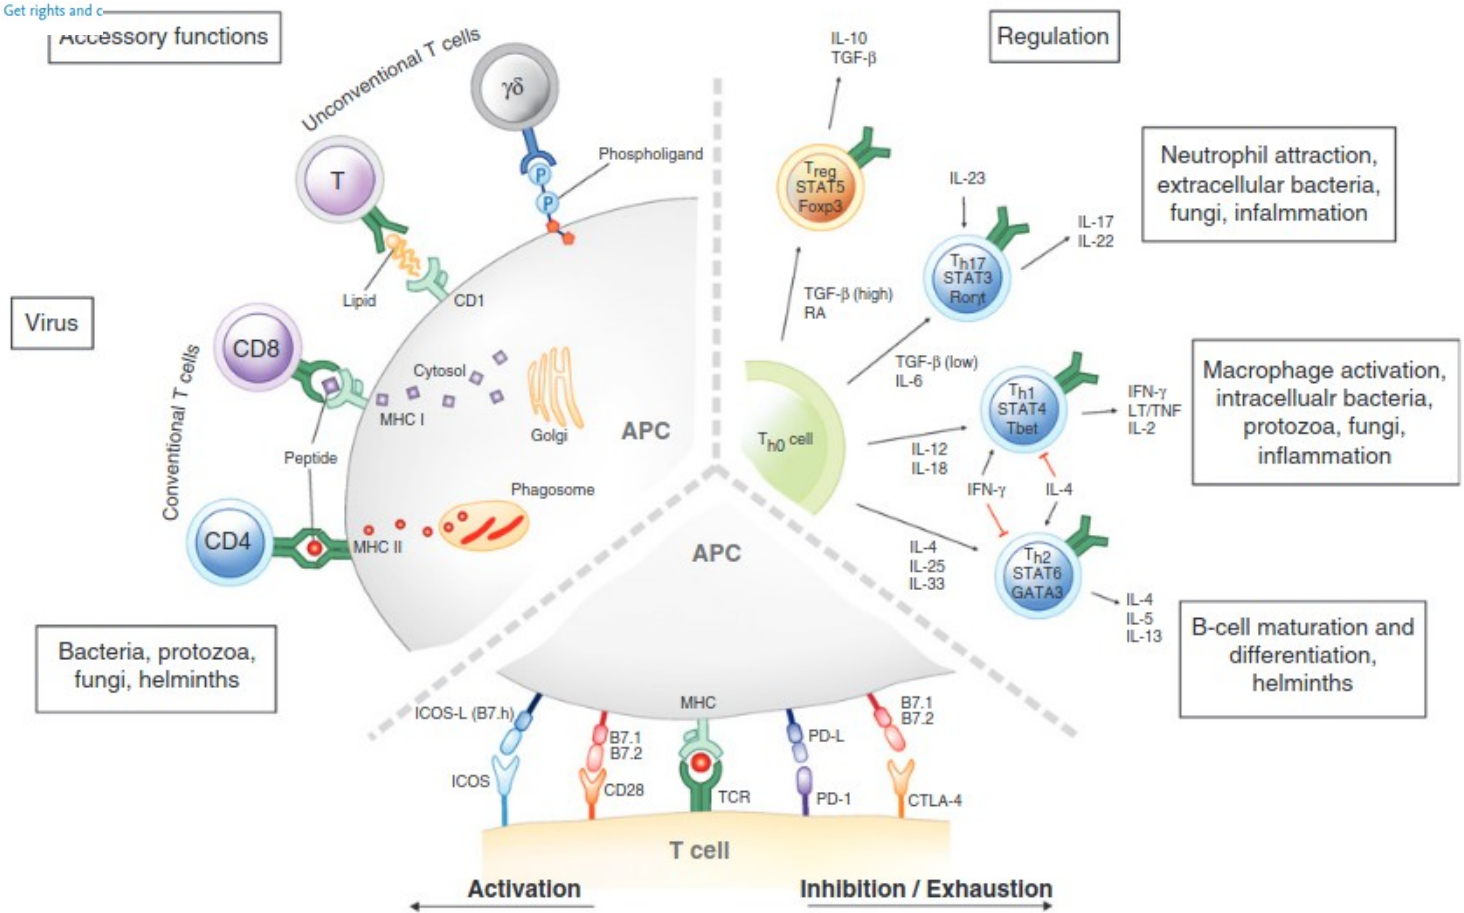 Get rights and c
Accessory functions
Unconventional T cells
γδ
T
Phospholigand
P
P
Lipid
CD1
Virus
CD8
Conventional T cells
Cytosol
MHC I
Golgi
APC
Peptide
Phagosome
CD4
MHC II
Bacteria, protozoa,
fungi, helminths
Regulation
IL-10
TGF-β
Treg
STAT5
Foxp3
IL-23
Th17
STAT3
Rorγt
IL-17
IL-22
Neutrophil attraction,
extracellular bacteria,
fungi, infalmmation
TGF-β (high)
RA
TGF-β (low)
IL-6
Th0 cell
Th1
STAT4
Tbet
IFN-γ
LT/TNF
IL-2
Macrophage activation,
intracellualr bacteria,
protozoa, fungi,
inflammation
IL-12
IL-18
IFN-γ
IL-4
IL-4
IL-25
IL-33
Th2
STAT6
GATA3
IL-4
IL-5
IL-13
B-cell maturation and
differentiation,
helminths
APC
ICOS-L (B7.h)
ICOS
B7.1
B7.2
CD28
MHC
TCR
PD-L
PD-1
B7.1
B7.2
CTLA-4
T cell
Activation
Inhibition / Exhaustion